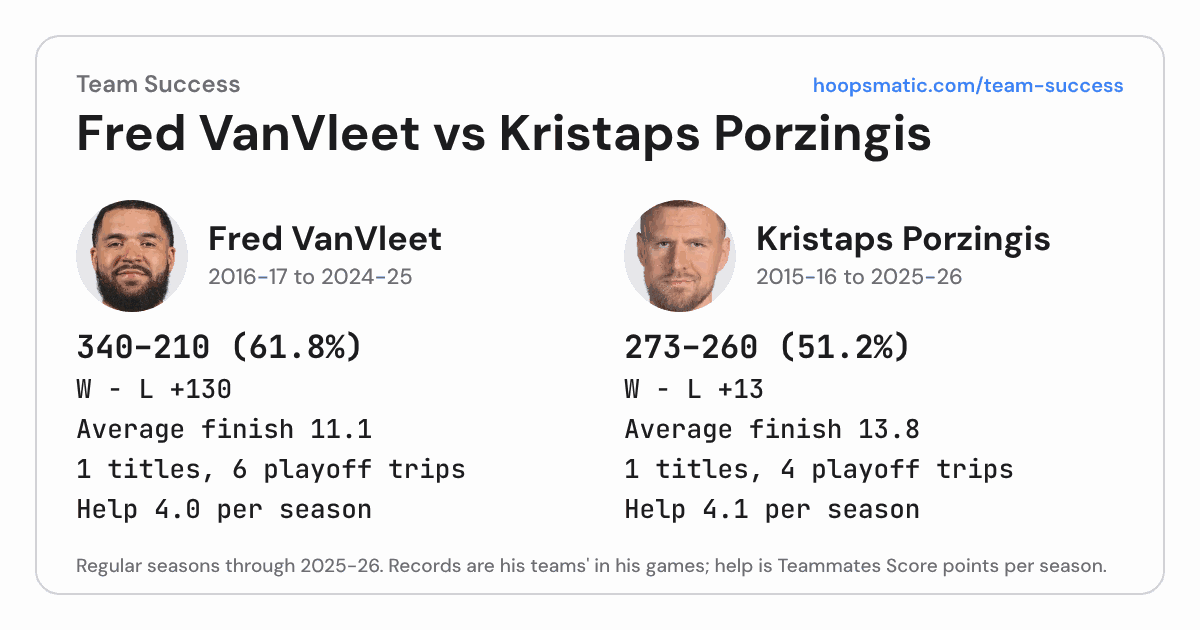 Team Success
hoopsmatic.com/team-success
Fred VanVleet vs Kristaps Porzingis
Fred VanVleet
2016-17 to 2024-25
340-210 (61.8%)
W - L +130
Average finish 11.1
1 titles, 6 playoff trips
Help 4.0 per season
Kristaps Porzingis
2015-16 to 2025-26
273-260 (51.2%)
W - L +13
Average finish 13.8
1 titles, 4 playoff trips
Help 4.1 per season
Regular seasons through 2025-26. Records are his teams' in his games; help is Teammates Score points per season.